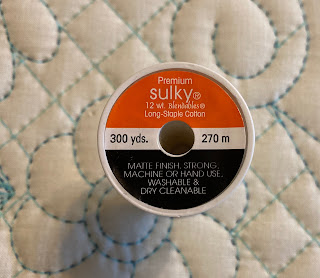 Premium
sulky®
12 wt. Blendables®
Long-Staple Cotton
300 yds. 270 m
MATTE FINISH, STRONG,
MACHINE OR HAND USE,
WASHABLE &
DRY CLEANABLE